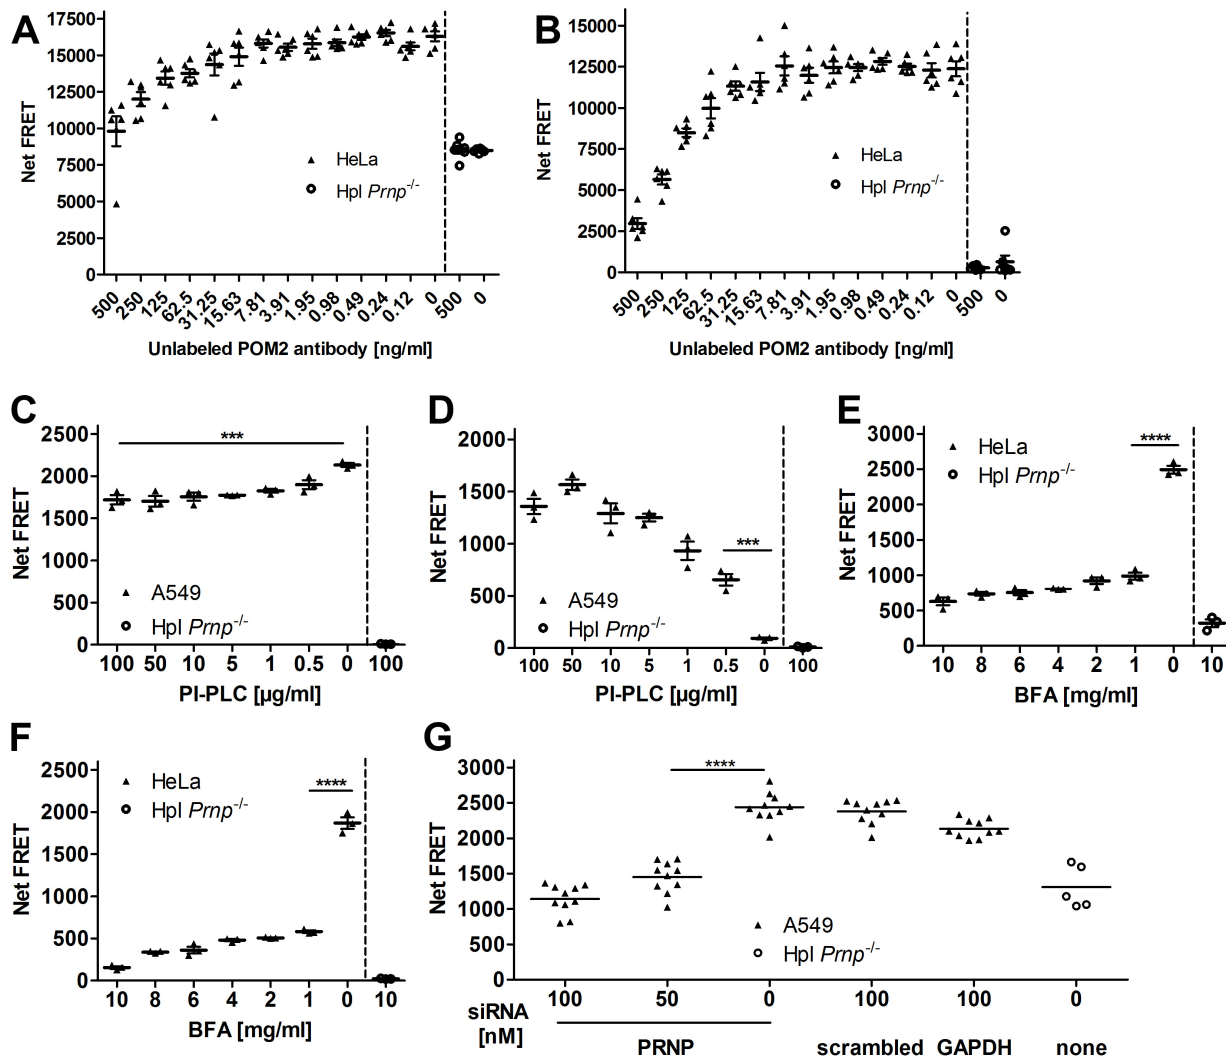 A
Net FRET
17500
15000
12500
10000
7500
5000
2500
0
HeLa
Hpl Prnp-/-
500 250 125 62.5 31.25 15.63 7.81 3.91 1.95 0.98 0.49 0.24 0.12 0 500 0
Unlabeled POM2 antibody [ng/ml]
B
Net FRET
15000
12500
10000
7500
5000
2500
0
HeLa
Hpl Prnp-/-
500 250 125 62.5 31.25 15.63 7.81 3.91 1.95 0.98 0.49 0.24 0.12 0 500 0
Unlabeled POM2 antibody [ng/ml]
C
Net FRET
2500
2000
1500
1000
500
0
***
A549
Hpl Prnp-/-
100 50 10 5 1 0.5 0 100
PI-PLC [µg/ml]
D
Net FRET
2000
1500
1000
500
0
***
A549
Hpl Prnp-/-
100 50 10 5 1 0.5 0 100
PI-PLC [µg/ml]
E
Net FRET
3000
2500
2000
1500
1000
500
0
****
HeLa
Hpl Prnp-/-
10 8 6 4 2 1 0 10
BFA [mg/ml]
F
Net FRET
2500
2000
1500
1000
500
0
****
HeLa
Hpl Prnp-/-
10 8 6 4 2 1 0 10
BFA [mg/ml]
G
Net FRET
3000
2500
2000
1500
1000
500
0
****
A549
Hpl Prnp-/-
siRNA
[nM]
100 50 0 100 100 0
PRNP scrambled GAPDH none